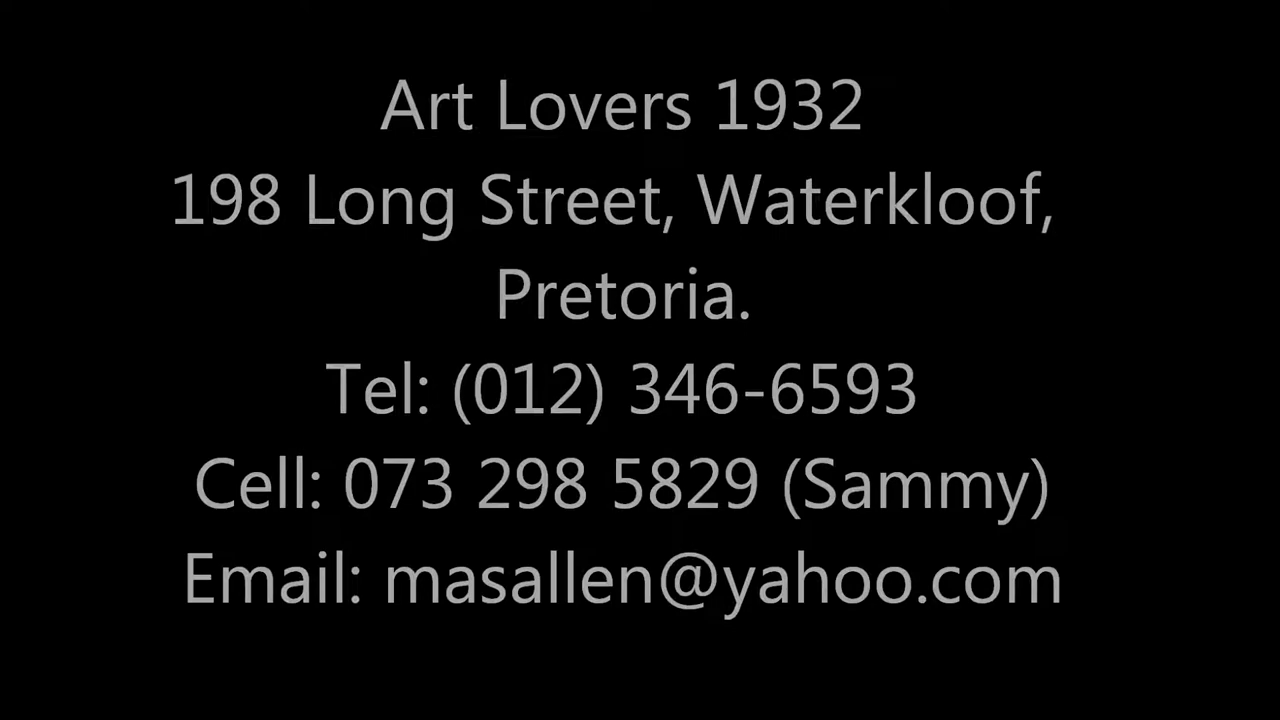 Art Lovers 1932
198 Long Street, Waterkloof,
Pretoria.
Tel: (012) 346-6593
Cell: 073 298 5829 (Sammy)
Email: masallen@yahoo.com